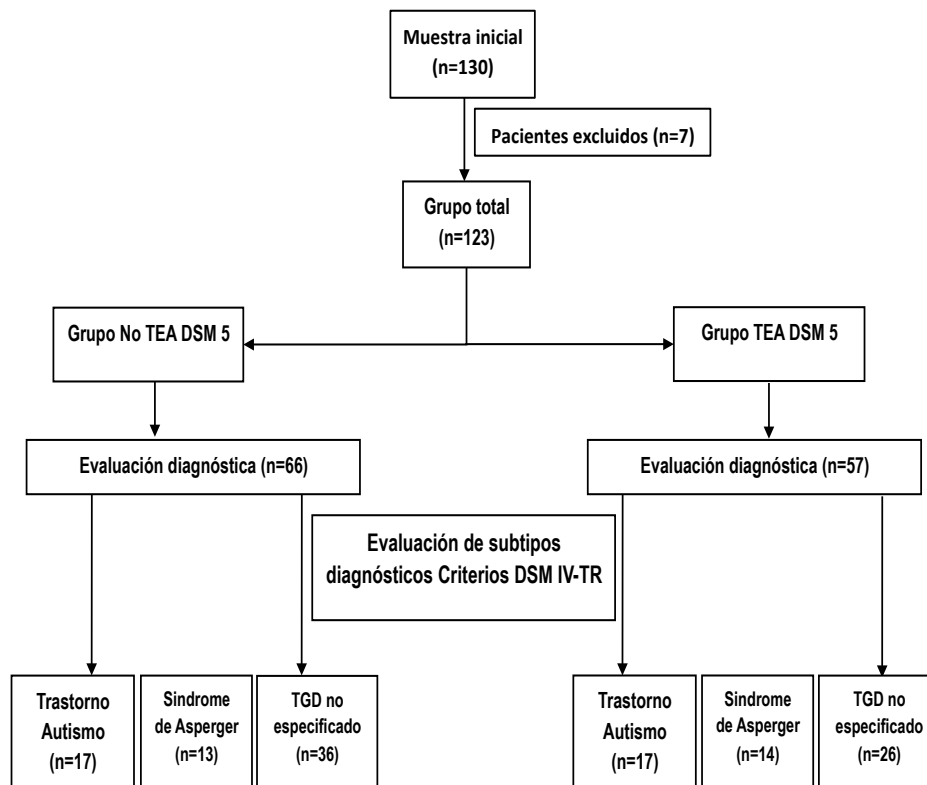 Muestra inicial
(n=130)
Pacientes excluidos (n=7)
Grupo total
(n=123)
Grupo No TEA DSM 5
Grupo TEA DSM 5
Evaluación diagnóstica (n=66)
Evaluación diagnóstica (n=57)
Evaluación de subtipos
diagnósticos Criterios DSM IV-TR
Trastorno
Autismo
(n=17)
Sindrome
de Asperger
(n=13)
TGD no
especificado
(n=36)
Trastorno
Autismo
(n=17)
Sindrome
de Asperger
(n=14)
TGD no
especificado
(n=26)